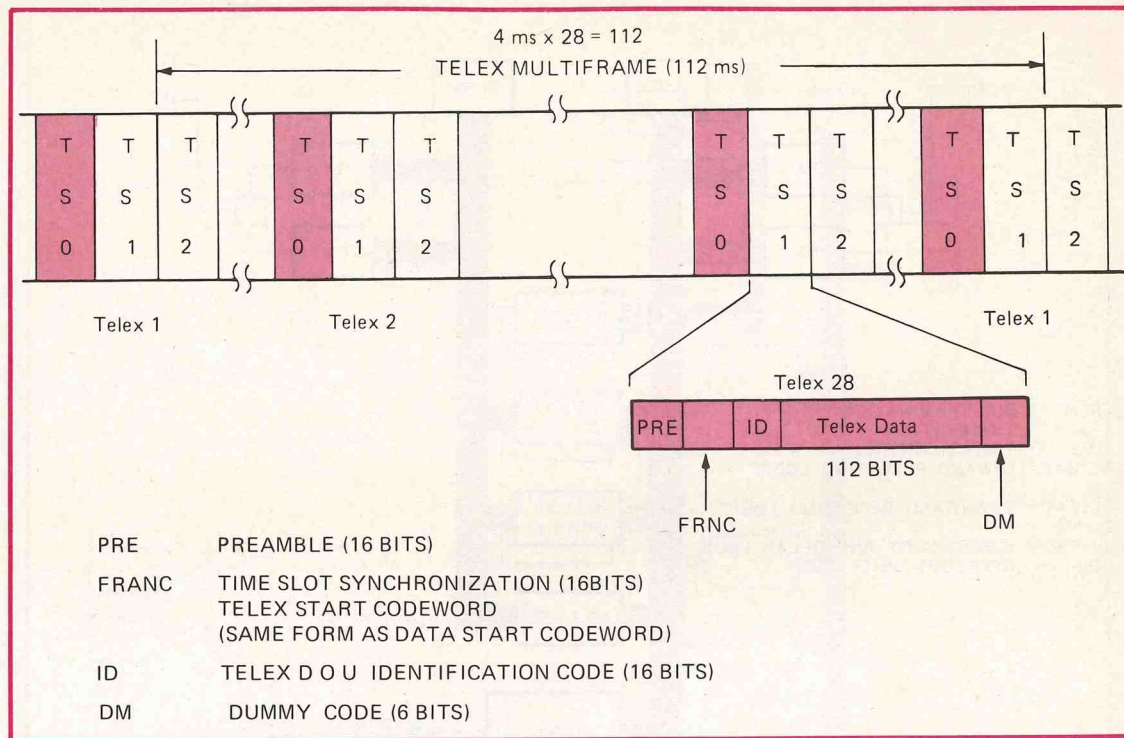 4 ms x 28 = 112
TELEX MULTIFRAME (112 ms)
T T T T T T T T T T T T
S S S S S S S S S S S S
0 1 2 0 1 2 0 1 2 0 1 2
Telex 1 Telex 2 Telex 1
Telex 28
PRE ID Telex Data
112 BITS
FRNC DM
PRE PREAMBLE (16 BITS)
FRANC TIME SLOT SYNCHRONIZATION (16BITS)
TELEX START CODEWORD
(SAME FORM AS DATA START CODEWORD)
ID TELEX D O U IDENTIFICATION CODE (16 BITS)
DM DUMMY CODE (6 BITS)